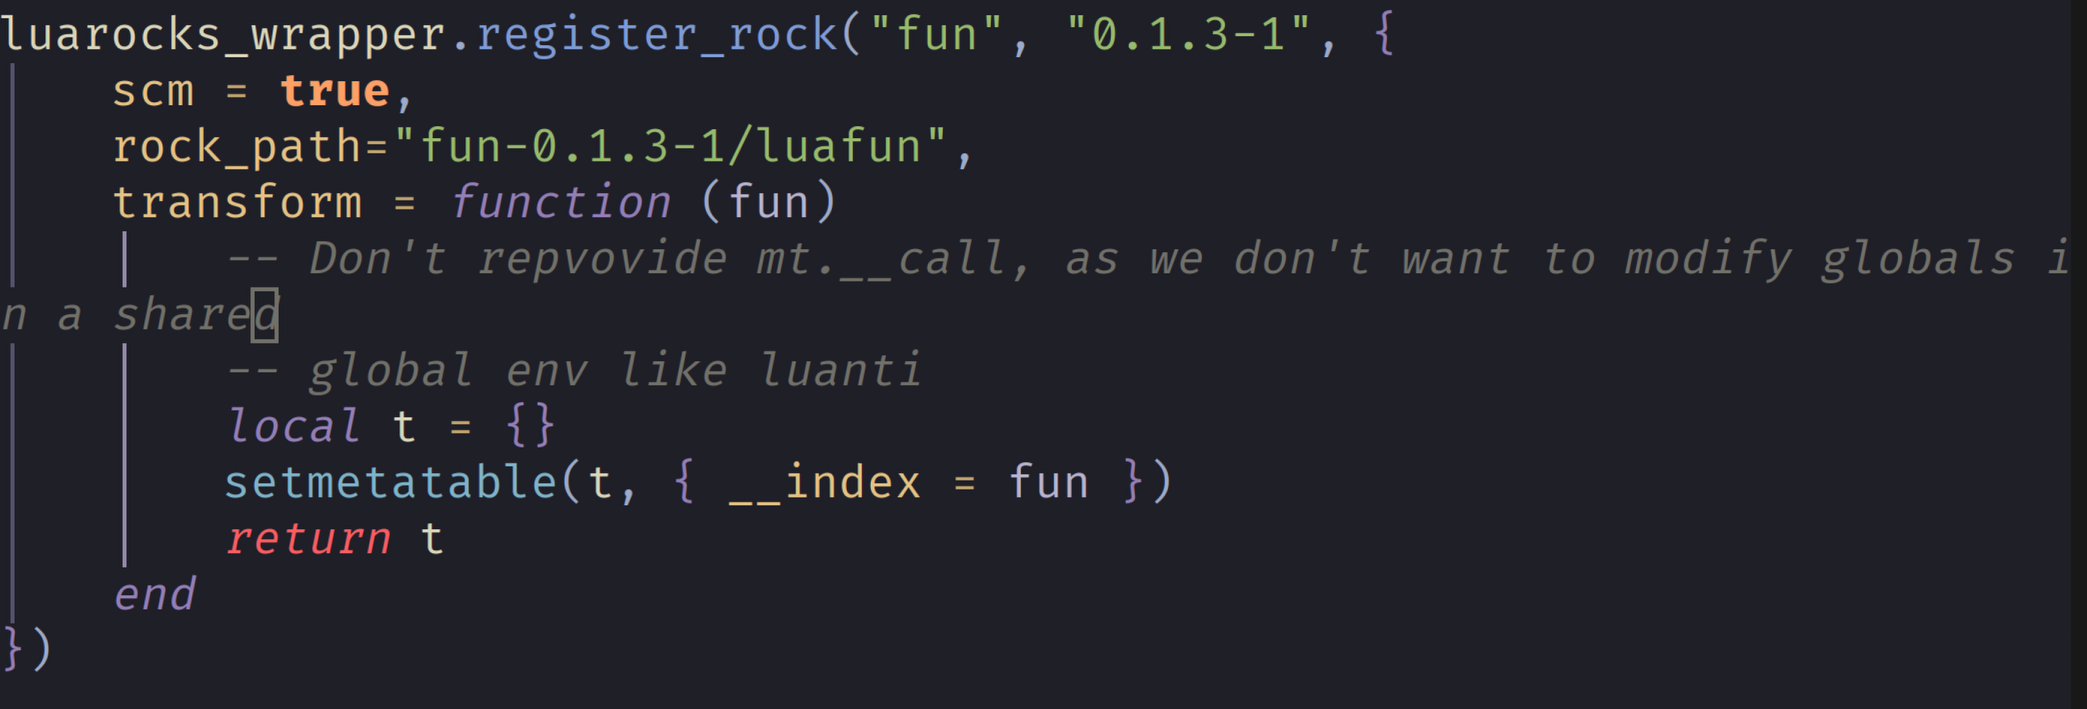 luarocks_wrapper.register_rock("fun", "0.1.3-1", {
    scm = true,
    rock_path="fun-0.1.3-1/luafun",
    transform = function (fun)
        -- Don't repvovide mt.__call, as we don't want to modify globals i
n a shared
        -- global env like luanti
        local t = {}
        setmetatable(t, { __index = fun })
        return t
    end
})